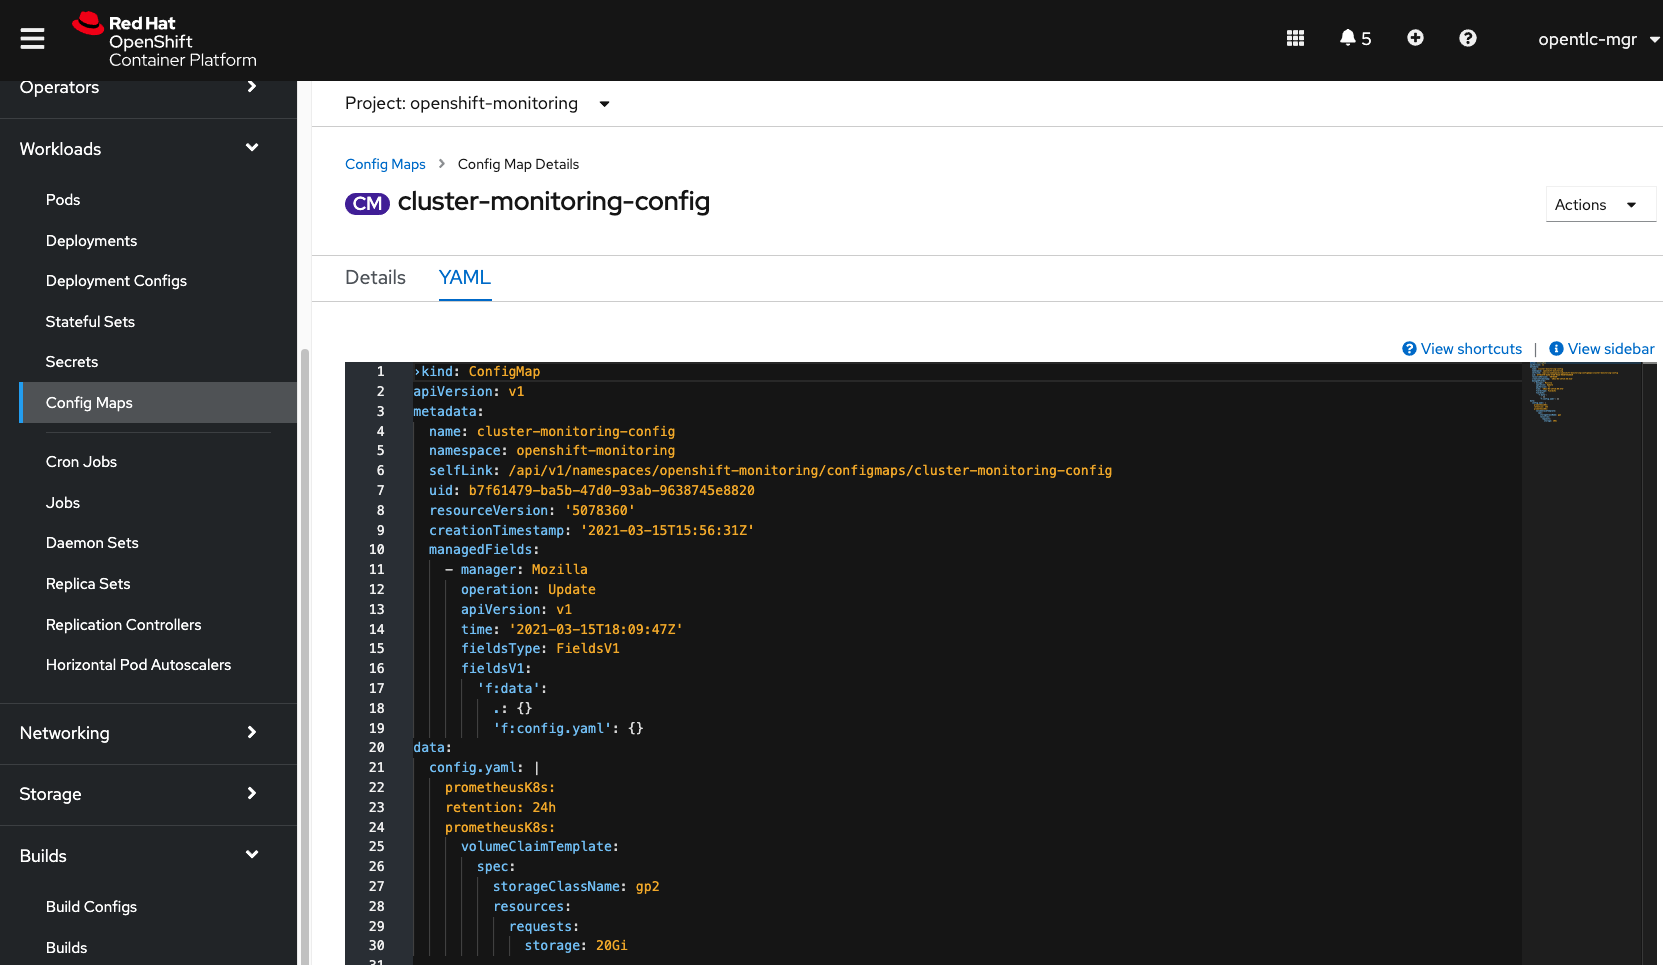 Red Hat
OpenShift
Container Platform
5
opentlc-mgr
Operators
Workloads
Pods
Deployments
Deployment Configs
Stateful Sets
Secrets
Config Maps
Cron Jobs
Jobs
Daemon Sets
Replica Sets
Replication Controllers
Horizontal Pod Autoscalers
Networking
Storage
Builds
Build Configs
Builds
Project: openshift-monitoring
Config Maps > Config Map Details
CM cluster-monitoring-config
Actions
Details YAML
View shortcuts | View sidebar
1 kind: ConfigMap
2 apiVersion: v1
3 metadata:
4 name: cluster-monitoring-config
5 namespace: openshift-monitoring
6 selfLink: /api/v1/namespaces/openshift-monitoring/configmaps/cluster-monitoring-config
7 uid: b7f61479-ba5b-47d0-93ab-9638745e8820
8 resourceVersion: '5078360'
9 creationTimestamp: '2021-03-15T15:56:31Z'
10 managedFields:
11 - manager: Mozilla
12 operation: Update
13 apiVersion: v1
14 time: '2021-03-15T18:09:47Z'
15 fieldsType: FieldsV1
16 fieldsV1:
17 'f:data':
18 .: {}
19 'f:config.yaml': {}
20 data:
21 config.yaml: |
22 prometheusK8s:
23 retention: 24h
24 prometheusK8s:
25 volumeClaimTemplate:
26 spec:
27 storageClassName: gp2
28 resources:
29 requests:
30 storage: 20Gi
31